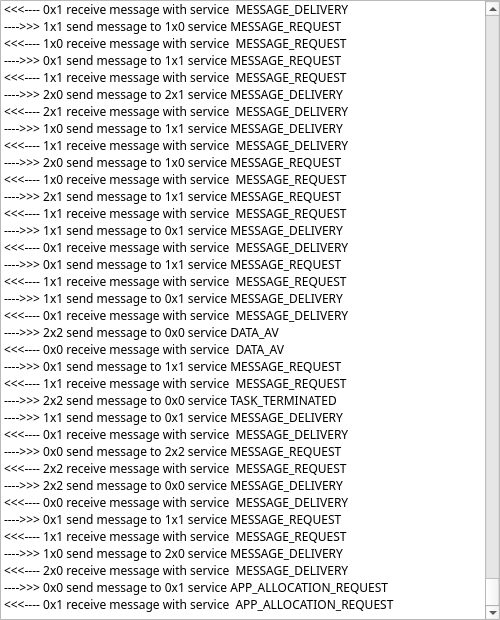 <<<---- 0x1 receive message with service  MESSAGE_DELIVERY
---->>> 1x1 send message to 1x0 service MESSAGE_REQUEST
<<<---- 1x0 receive message with service  MESSAGE_REQUEST
---->>> 0x1 send message to 1x1 service MESSAGE_REQUEST
<<<---- 1x1 receive message with service  MESSAGE_REQUEST
---->>> 2x0 send message to 2x1 service MESSAGE_DELIVERY
<<<---- 2x1 receive message with service  MESSAGE_DELIVERY
---->>> 1x0 send message to 1x1 service MESSAGE_DELIVERY
<<<---- 1x1 receive message with service  MESSAGE_DELIVERY
---->>> 2x0 send message to 1x0 service MESSAGE_REQUEST
<<<---- 1x0 receive message with service  MESSAGE_REQUEST
---->>> 2x1 send message to 1x1 service MESSAGE_REQUEST
<<<---- 1x1 receive message with service  MESSAGE_REQUEST
---->>> 1x1 send message to 0x1 service MESSAGE_DELIVERY
<<<---- 0x1 receive message with service  MESSAGE_DELIVERY
---->>> 0x1 send message to 1x1 service MESSAGE_REQUEST
<<<---- 1x1 receive message with service  MESSAGE_REQUEST
---->>> 1x1 send message to 0x1 service MESSAGE_DELIVERY
<<<---- 0x1 receive message with service  MESSAGE_DELIVERY
---->>> 2x2 send message to 0x0 service DATA_AV
<<<---- 0x0 receive message with service  DATA_AV
---->>> 0x1 send message to 1x1 service MESSAGE_REQUEST
<<<---- 1x1 receive message with service  MESSAGE_REQUEST
---->>> 2x2 send message to 0x0 service TASK_TERMINATED
---->>> 1x1 send message to 0x1 service MESSAGE_DELIVERY
<<<---- 0x1 receive message with service  MESSAGE_DELIVERY
---->>> 0x0 send message to 2x2 service MESSAGE_REQUEST
<<<---- 2x2 receive message with service  MESSAGE_REQUEST
---->>> 2x2 send message to 0x0 service MESSAGE_DELIVERY
<<<---- 0x0 receive message with service  MESSAGE_DELIVERY
---->>> 0x1 send message to 1x1 service MESSAGE_REQUEST
<<<---- 1x1 receive message with service  MESSAGE_REQUEST
---->>> 1x0 send message to 2x0 service MESSAGE_DELIVERY
<<<---- 2x0 receive message with service  MESSAGE_DELIVERY
---->>> 0x0 send message to 0x1 service APP_ALLOCATION_REQUEST
<<<---- 0x1 receive message with service  APP_ALLOCATION_REQUEST